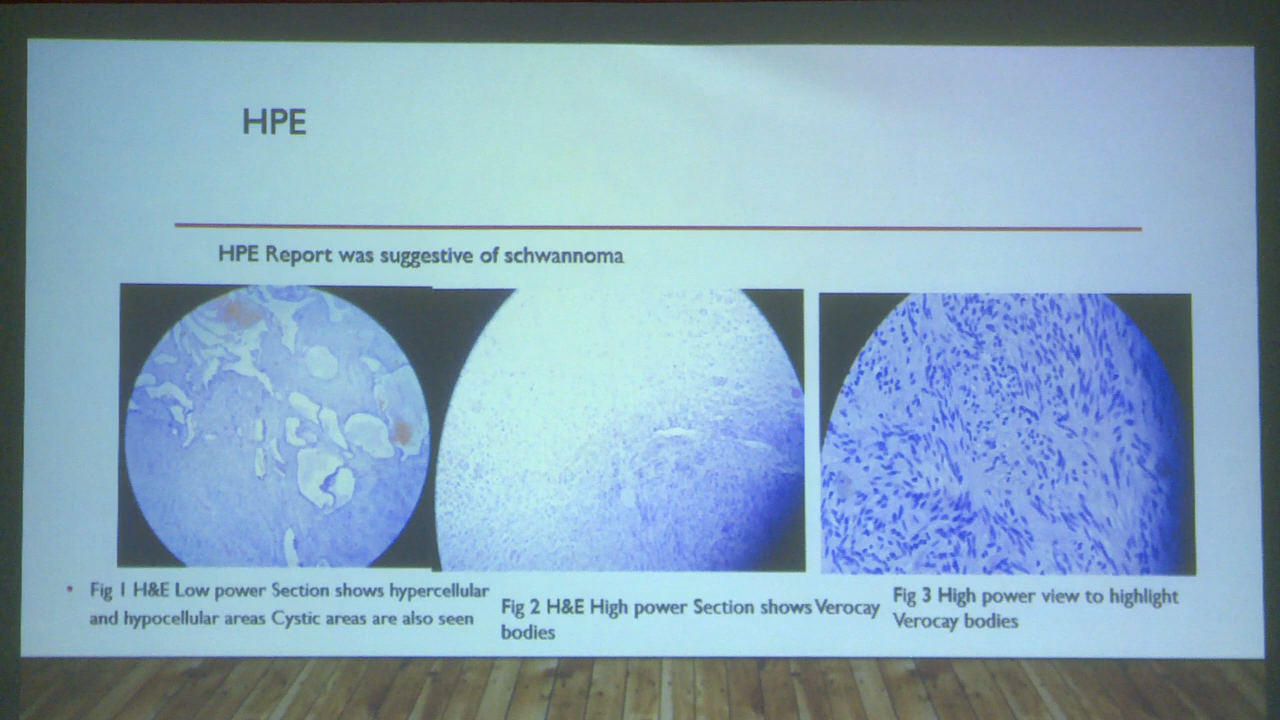 HPE
HPE Report was suggestive of schwannoma
• Fig 1 H&E Low power Section shows hypercellular
and hypocellular areas Cystic areas are also seen
Fig 2 H&E High power Section shows Verocay
bodies
Fig 3 High power view to highlight
Verocay bodies